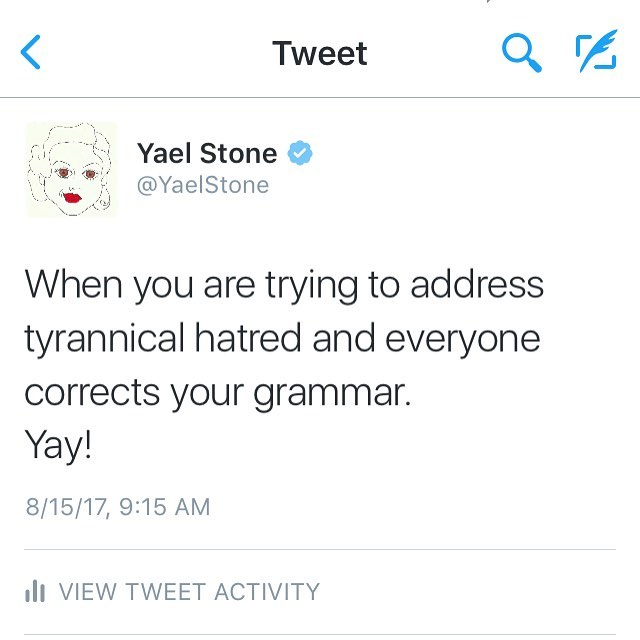 Tweet
Yael Stone
@YaelStone
When you are trying to address
tyrannical hatred and everyone
corrects your grammar.
Yay!
8/15/17, 9:15 AM
VIEW TWEET ACTIVITY